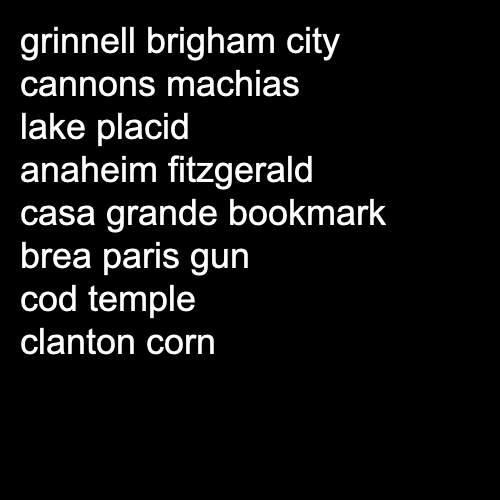 grinnell brigham city
cannons machias
lake placid
anaheim fitzgerald
casa grande bookmark
brea paris gun
cod temple
clanton corn